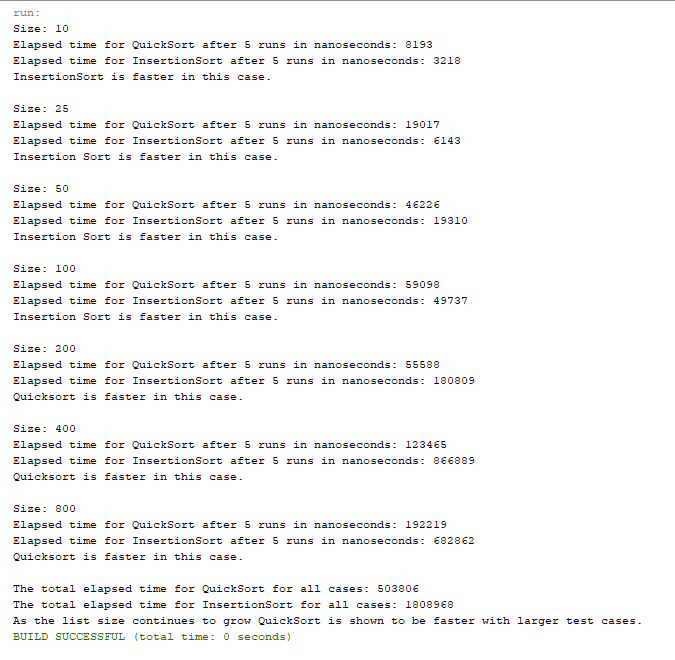 run:
Size: 10
Elapsed time for QuickSort after 5 runs in nanoseconds: 8193
Elapsed time for InsertionSort after 5 runs in nanoseconds: 3218
InsertionSort is faster in this case.
Size: 25
Elapsed time for QuickSort after 5 runs in nanoseconds: 19017
Elapsed time for InsertionSort after 5 runs in nanoseconds: 6143
Insertion Sort is faster in this case.
Size: 50
Elapsed time for QuickSort after 5 runs in nanoseconds: 46226
Elapsed time for InsertionSort after 5 runs in nanoseconds: 19310
Insertion Sort is faster in this case.
Size: 100
Elapsed time for QuickSort after 5 runs in nanoseconds: 59098
Elapsed time for InsertionSort after 5 runs in nanoseconds: 49737
Insertion Sort is faster in this case.
Size: 200
Elapsed time for QuickSort after 5 runs in nanoseconds: 55588
Elapsed time for InsertionSort after 5 runs in nanoseconds: 180809
Quicksort is faster in this case.
Size: 400
Elapsed time for QuickSort after 5 runs in nanoseconds: 123465
Elapsed time for InsertionSort after 5 runs in nanoseconds: 866889
Quicksort is faster in this case.
Size: 800
Elapsed time for QuickSort after 5 runs in nanoseconds: 192219
Elapsed time for InsertionSort after 5 runs in nanoseconds: 682862
Quicksort is faster in this case.
The total elapsed time for QuickSort for all cases: 503806
The total elapsed time for InsertionSort for all cases: 1808968
As the list size continues to grow QuickSort is shown to be faster with larger test cases.
BUILD SUCCESSFUL (total time: 0 seconds)